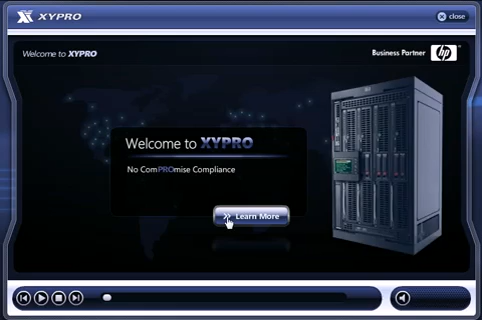 XYPRO
close
Welcome to XYPRO
Business Partner hp
Welcome to XYPRO
No ComPROmise Compliance
Learn More